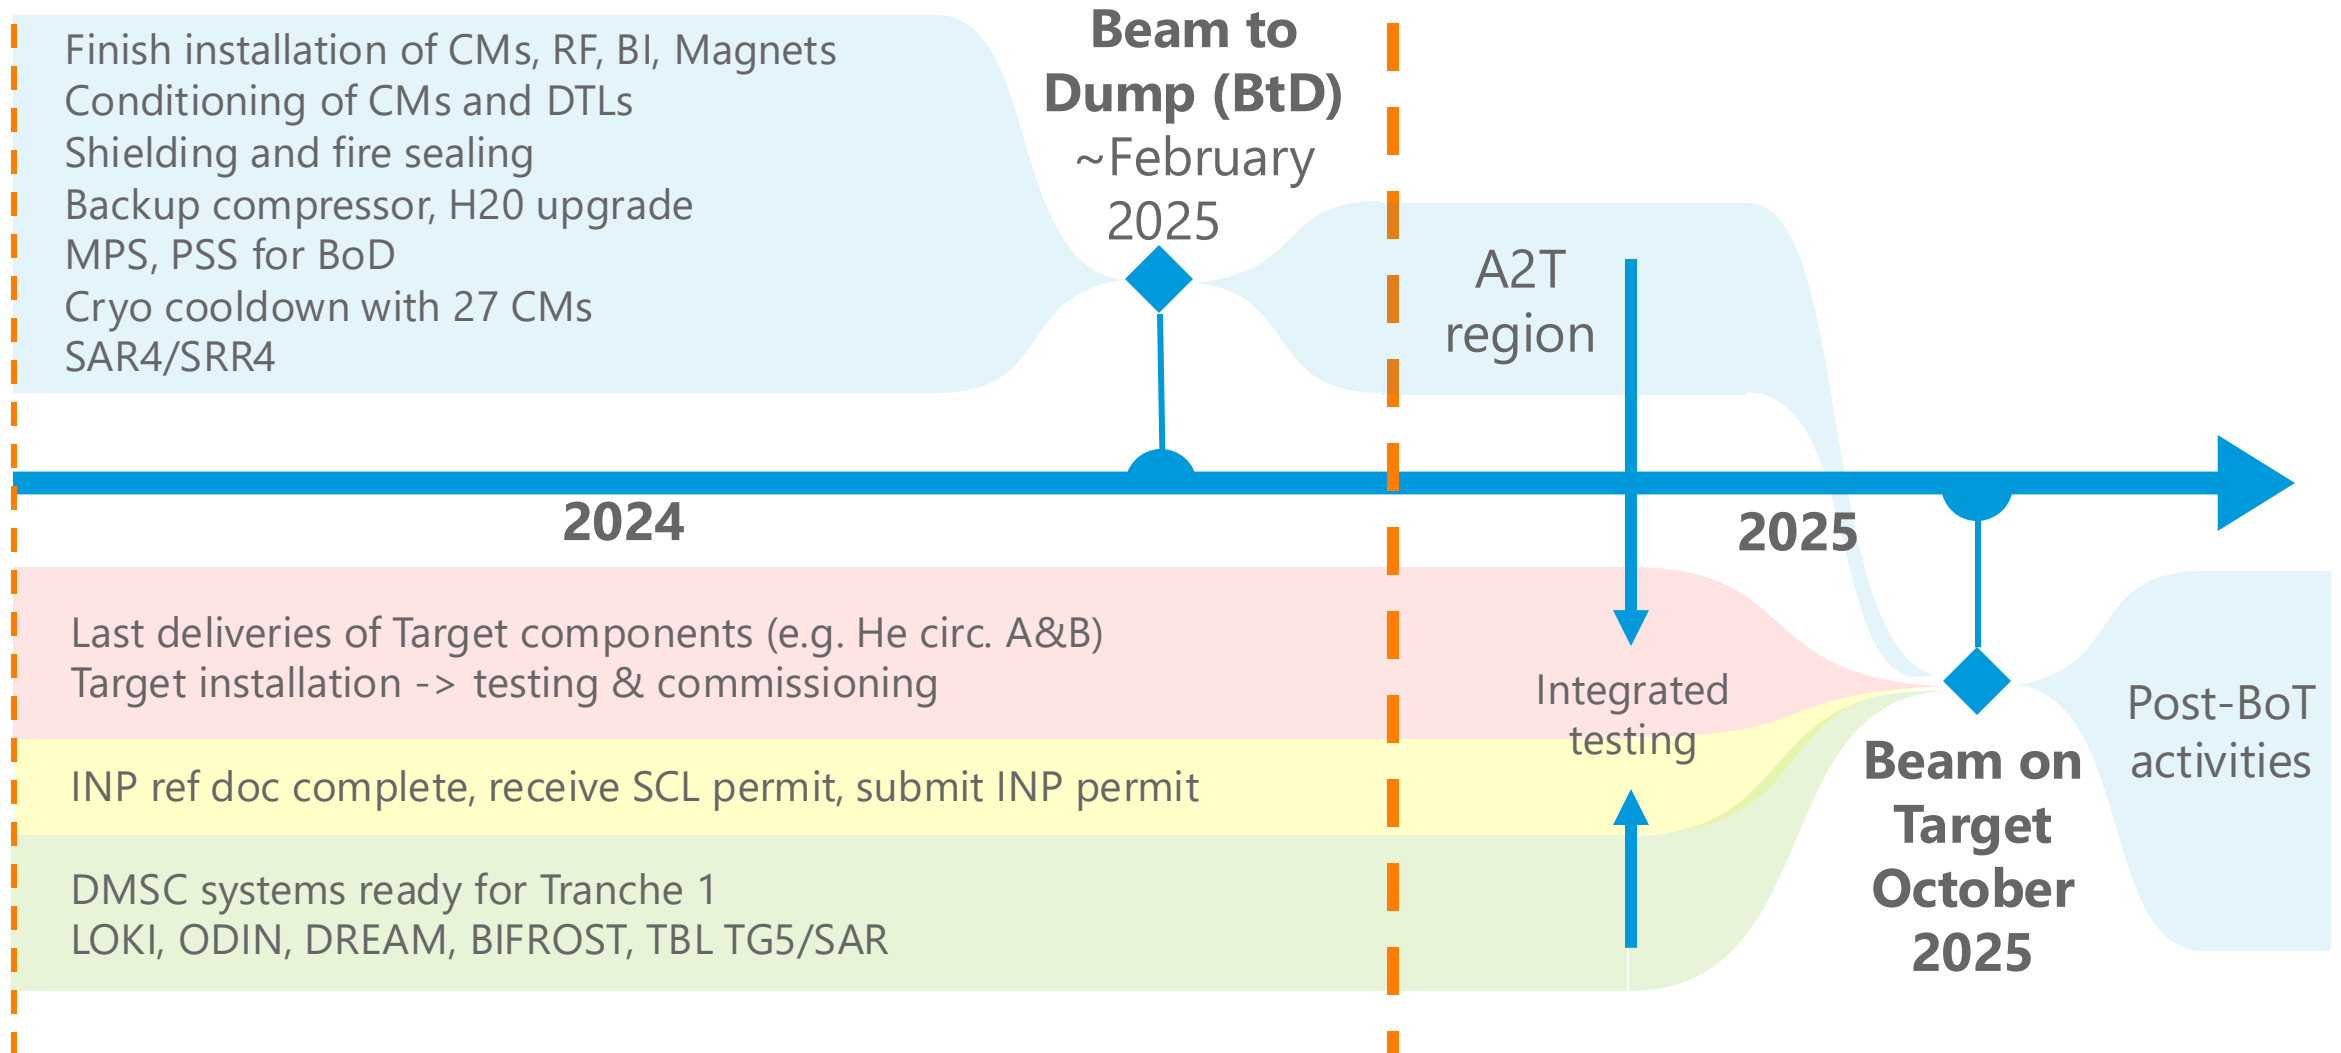 Finish installation of CMs, RF, BI, Magnets
Conditioning of CMs and DTLs
Shielding and fire sealing
Backup compressor, H20 upgrade
MPS, PSS for BoD
Cryo cooldown with 27 CMs
SAR4/SRR4
Beam to
Dump (BtD)
~February
2025
A2T
region
2024
2025
Last deliveries of Target components (e.g. He circ. A&B)
Target installation -> testing & commissioning
INP ref doc complete, receive SCL permit, submit INP permit
DMSC systems ready for Tranche 1
LOKI, ODIN, DREAM, BIFROST, TBL TG5/SAR
Integrated
testing
Beam on
Target
October
2025
Post-BoT
activities